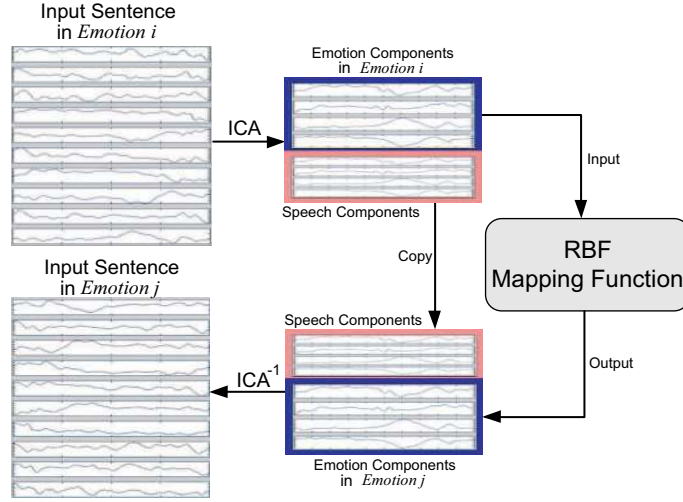 Input Sentence
in Emotion i
Emotion Components
in Emotion i
ICA
Input
Speech Components
Copy
RBF
Mapping Function
Input Sentence
in Emotion j
Speech Components
Output
ICA⁻¹
Emotion Components
in Emotion j